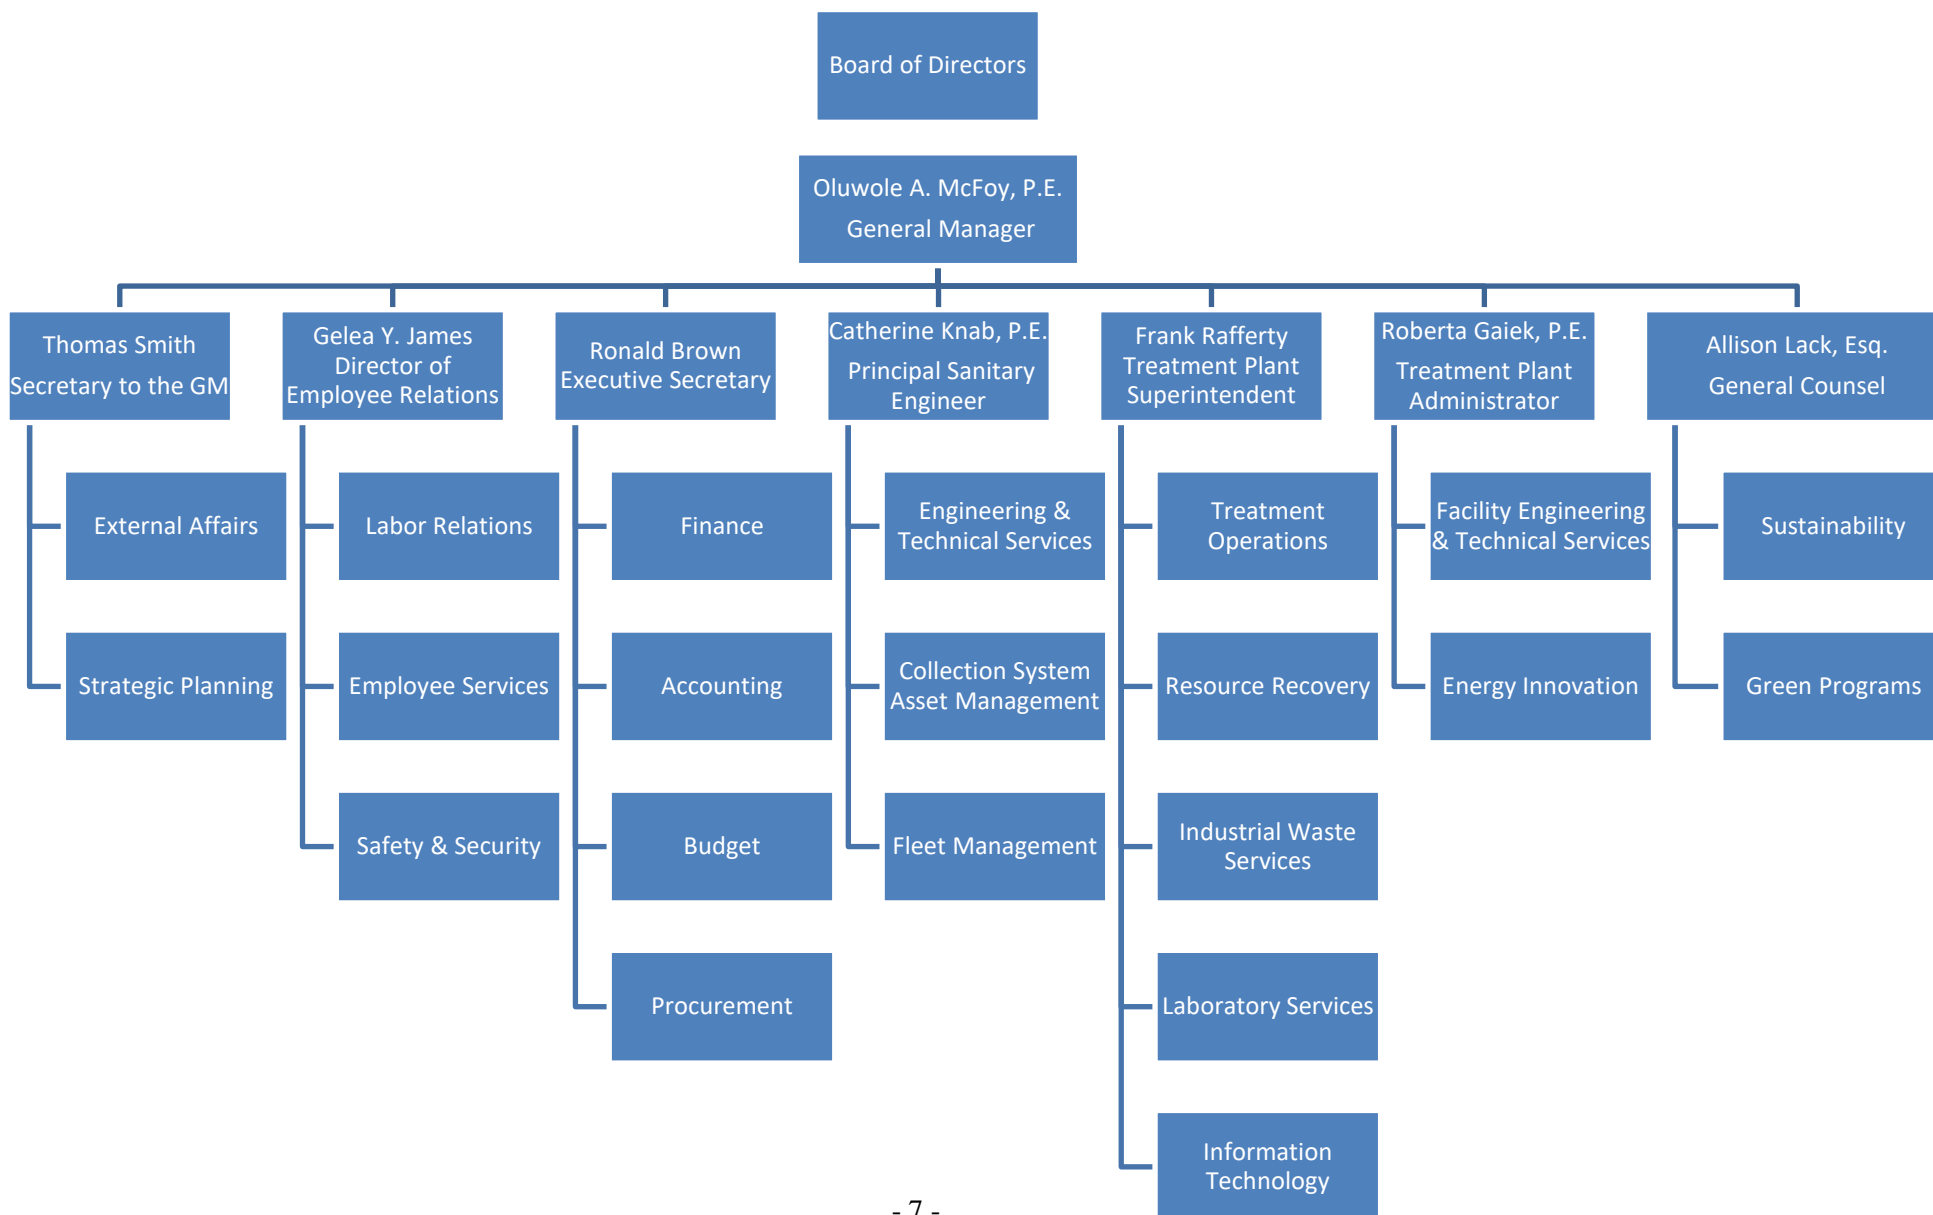 Board of Directors
Oluwole A. McFoy, P.E.
General Manager
Thomas Smith
Secretary to the GM
Gelea Y. James
Director of
Employee Relations
Ronald Brown
Executive Secretary
Catherine Knab, P.E.
Principal Sanitary
Engineer
Frank Rafferty
Treatment Plant
Superintendent
Roberta Gaiek, P.E.
Treatment Plant
Administrator
Allison Lack, Esq.
General Counsel
External Affairs
Strategic Planning
Labor Relations
Employee Services
Safety & Security
Finance
Accounting
Budget
Procurement
Engineering &
Technical Services
Collection System
Asset Management
Fleet Management
Treatment
Operations
Resource Recovery
Industrial Waste
Services
Laboratory Services
Information
Technology
Facility Engineering
& Technical Services
Energy Innovation
Sustainability
Green Programs
- 7 -